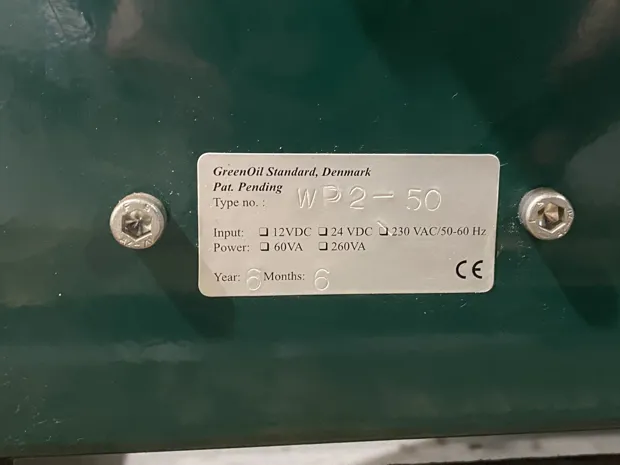 GreenOil Standard, Denmark
Pat. Pending
Type no. : WP2-50
Input: ❑ 12VDC ❑ 24 VDC ❑ 230 VAC/50-60 Hz
Power: ❑ 60VA ❑ 260VA
Year: 6 Months: 6
CE